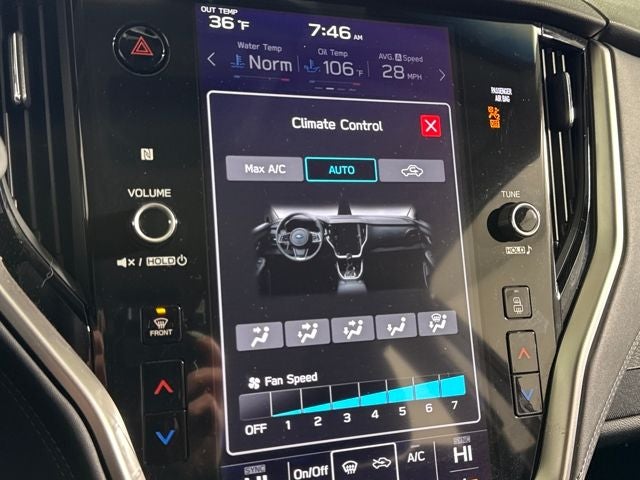 OUT TEMP
36 °F
7:46 AM
Water Temp
Norm
Oil Temp
106 °F
AVG. A Speed
28 MPH
PASSENGER
AIR BAG
Climate Control
Max A/C
AUTO
VOLUME
TUNE
HOLD
HOLD
FRONT
Fan Speed
OFF 1 2 3 4 5 6 7
SYNC
On/Off
A/C
SYNC
HI